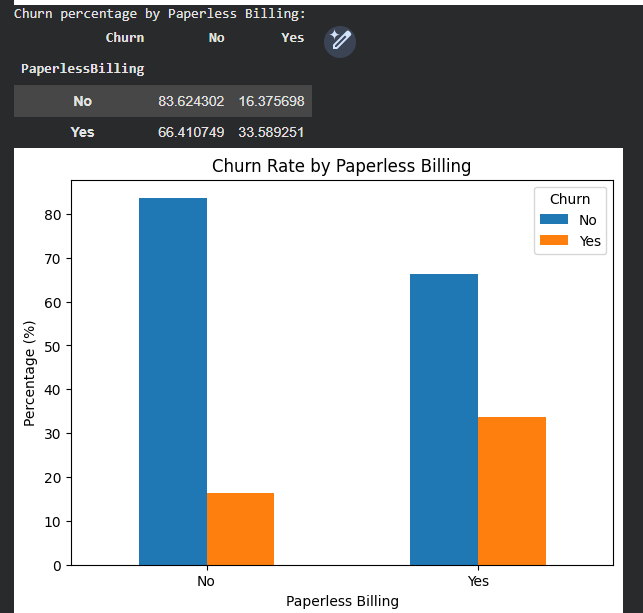 Churn percentage by Paperless Billing:
Churn No Yes
PaperlessBilling
No 83.624302 16.375698
Yes 66.410749 33.589251
Churn Rate by Paperless Billing
Churn
No
Yes
80
70
60
50
40
30
20
10
0
Percentage (%)
No Yes
Paperless Billing